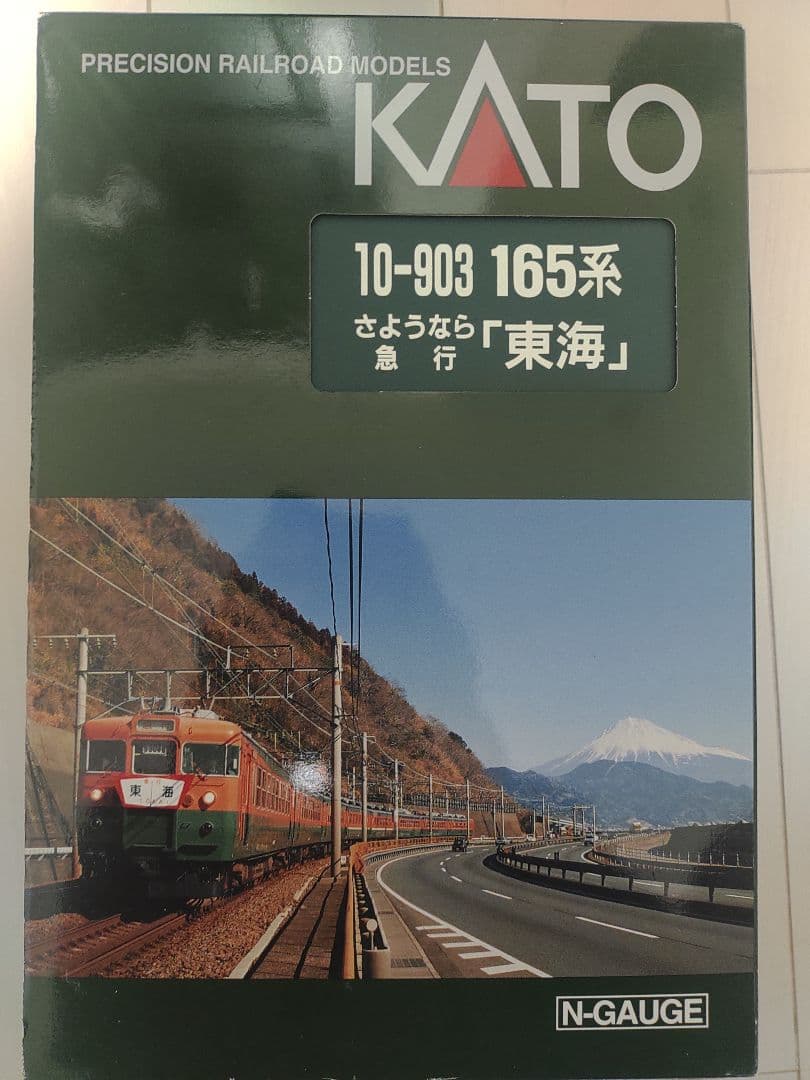 PRECISION RAILROAD MODELS
KATO
10-903 165系
さようなら
急行「東海」
東海
N-GAUGE